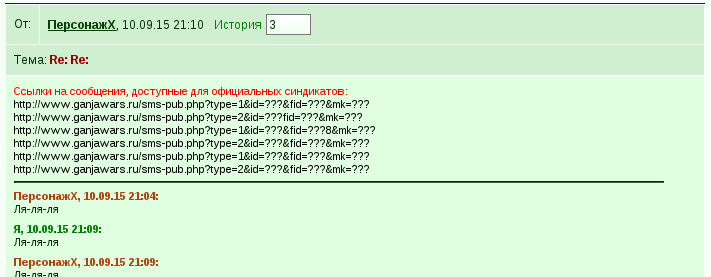 От: ПерсонажX, 10.09.15 21:10 История 3
Тема: Re: Re:
Ссылки на сообщения, доступные для официальных синдикатов:
http://www.ganjawars.ru/sms-pub.php?type=1&id=???&fid=???&mk=???
http://www.ganjawars.ru/sms-pub.php?type=2&id=???fid=???&mk=???
http://www.ganjawars.ru/sms-pub.php?type=1&id=???&fid=???8&mk=???
http://www.ganjawars.ru/sms-pub.php?type=2&id=???&fid=???&mk=???
http://www.ganjawars.ru/sms-pub.php?type=1&id=???&fid=???&mk=???
http://www.ganjawars.ru/sms-pub.php?type=2&id=???&fid=???&mk=???
ПерсонажX, 10.09.15 21:04:
Ля-ля-ля
Я, 10.09.15 21:09:
Ля-ля-ля
ПерсонажX, 10.09.15 21:09:
Ля-ля-ля